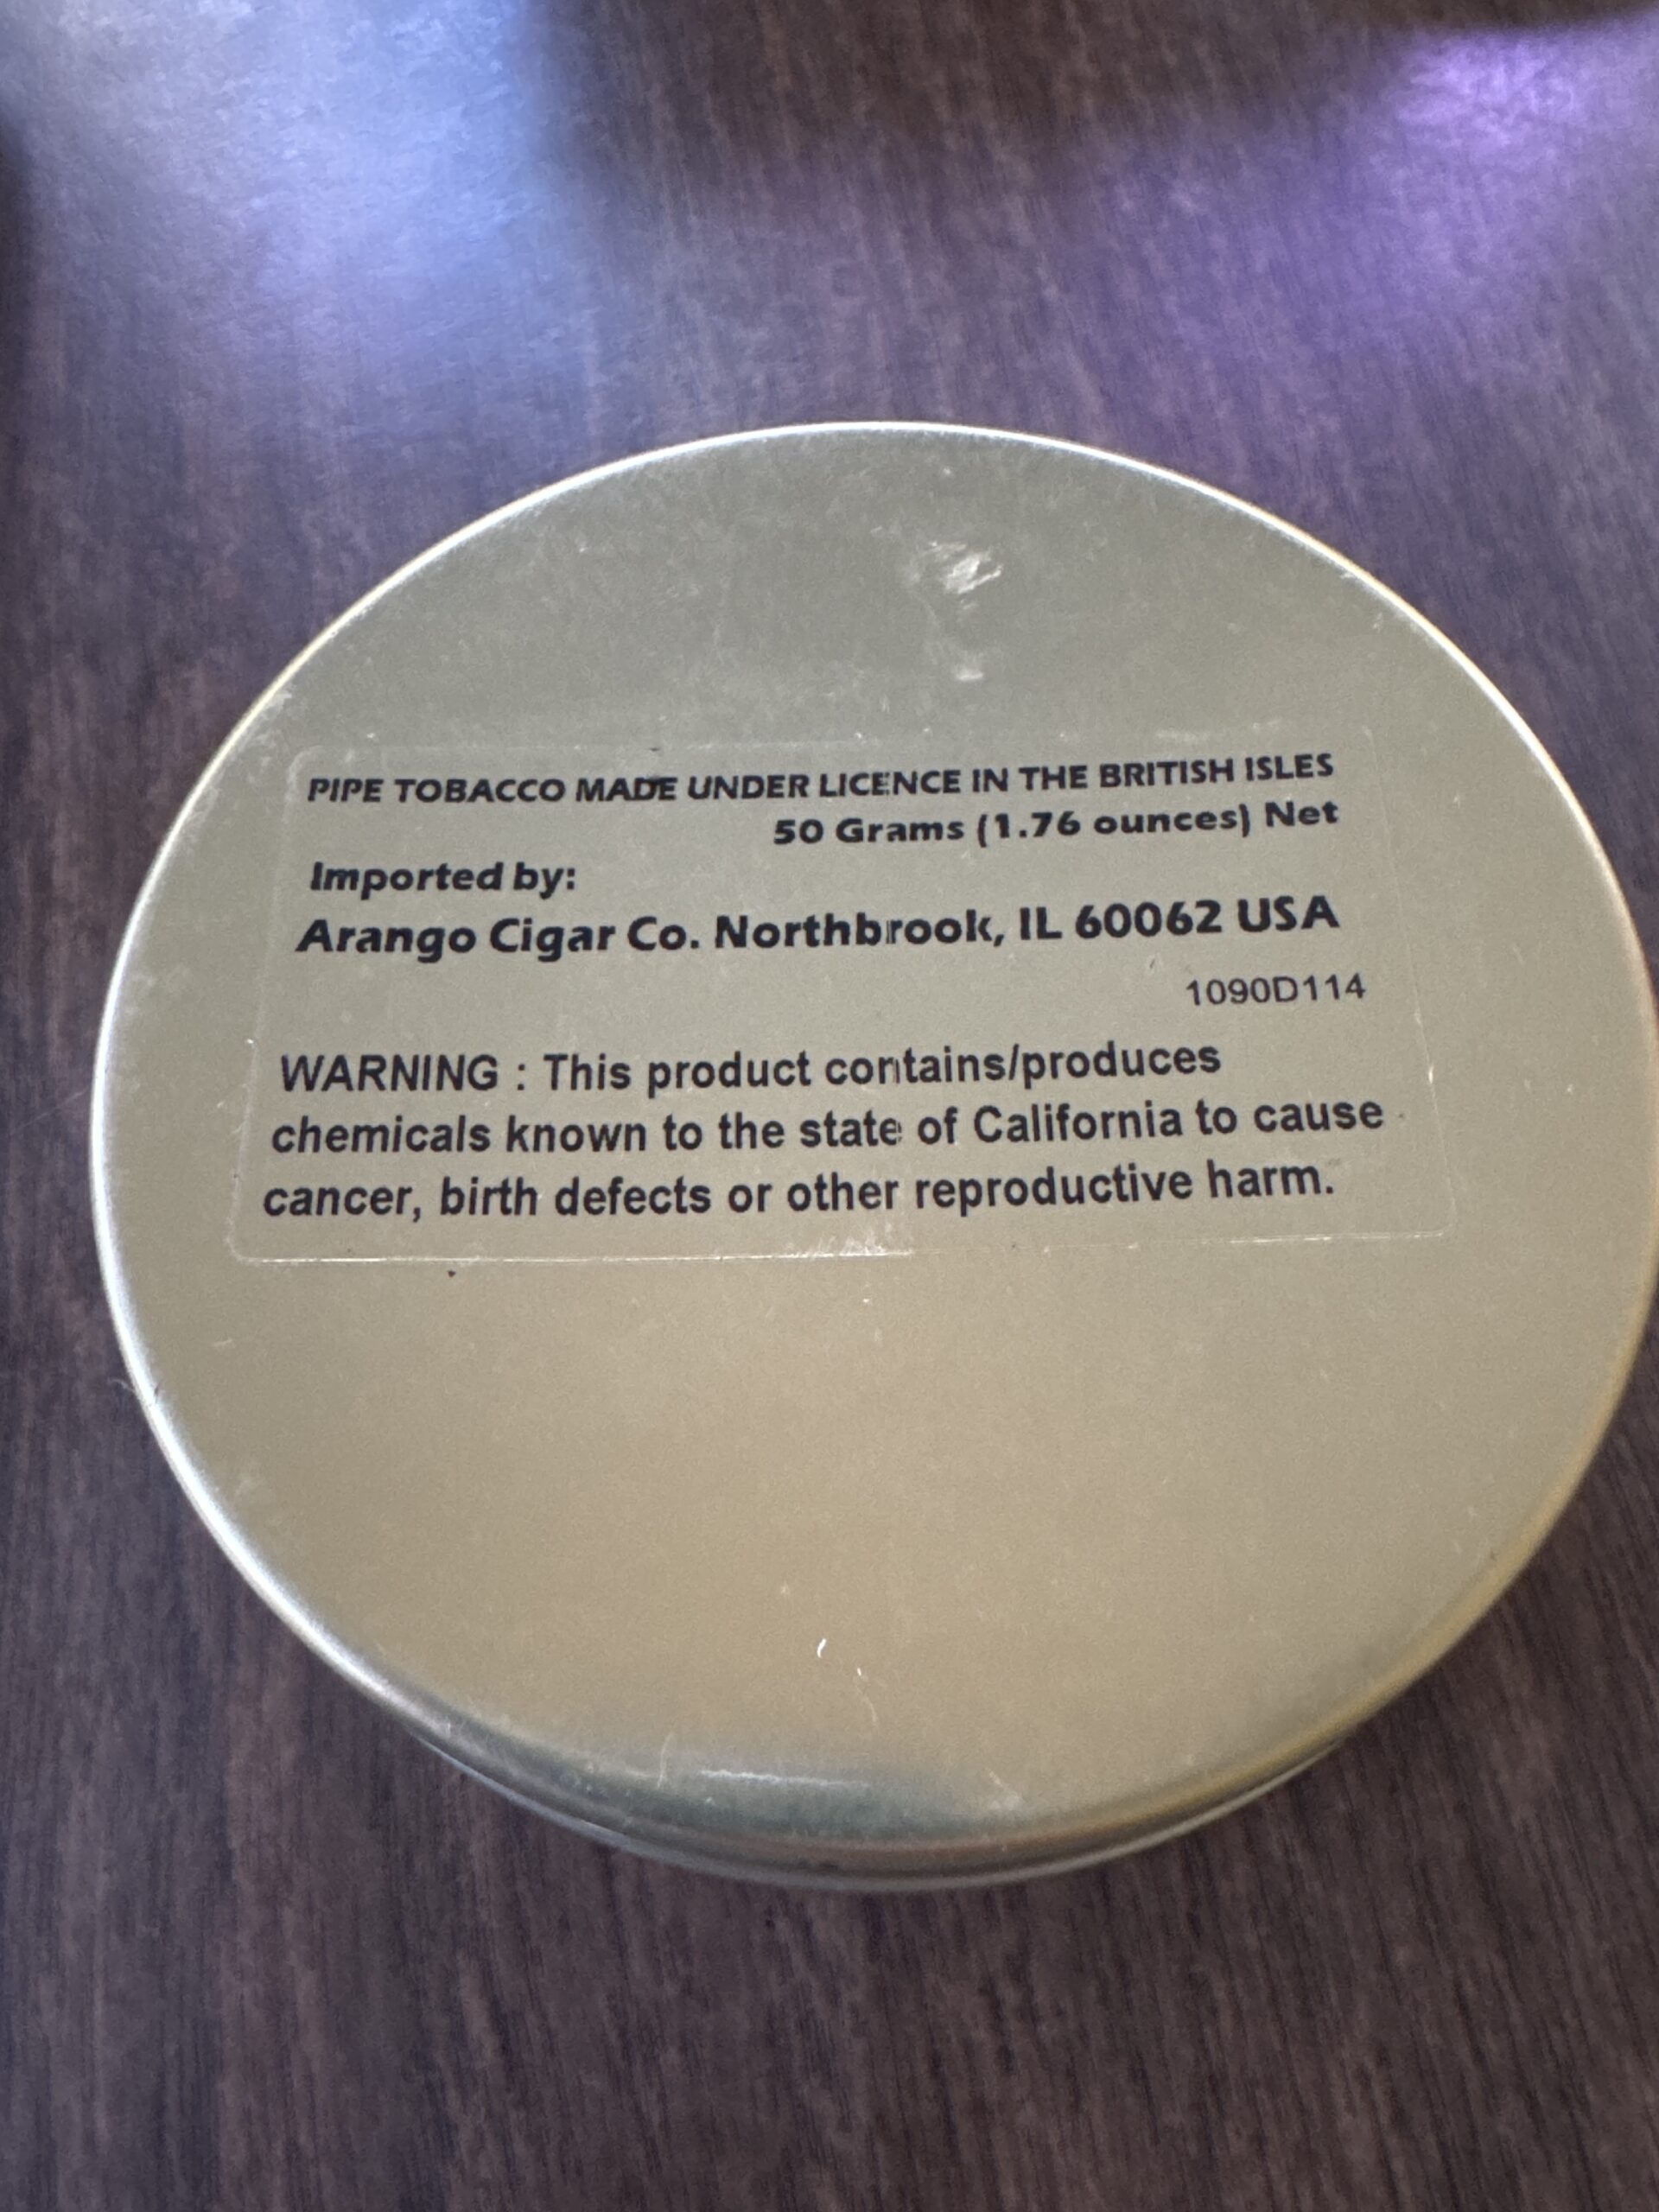 PIPE TOBACCO MADE UNDER LICENCE IN THE BRITISH ISLES
50 Grams (1.76 ounces) Net
Imported by:
Arango Cigar Co. Northbrook, IL 60062 USA
1090D114
WARNING : This product contains/produces
chemicals known to the state of California to cause
cancer, birth defects or other reproductive harm.